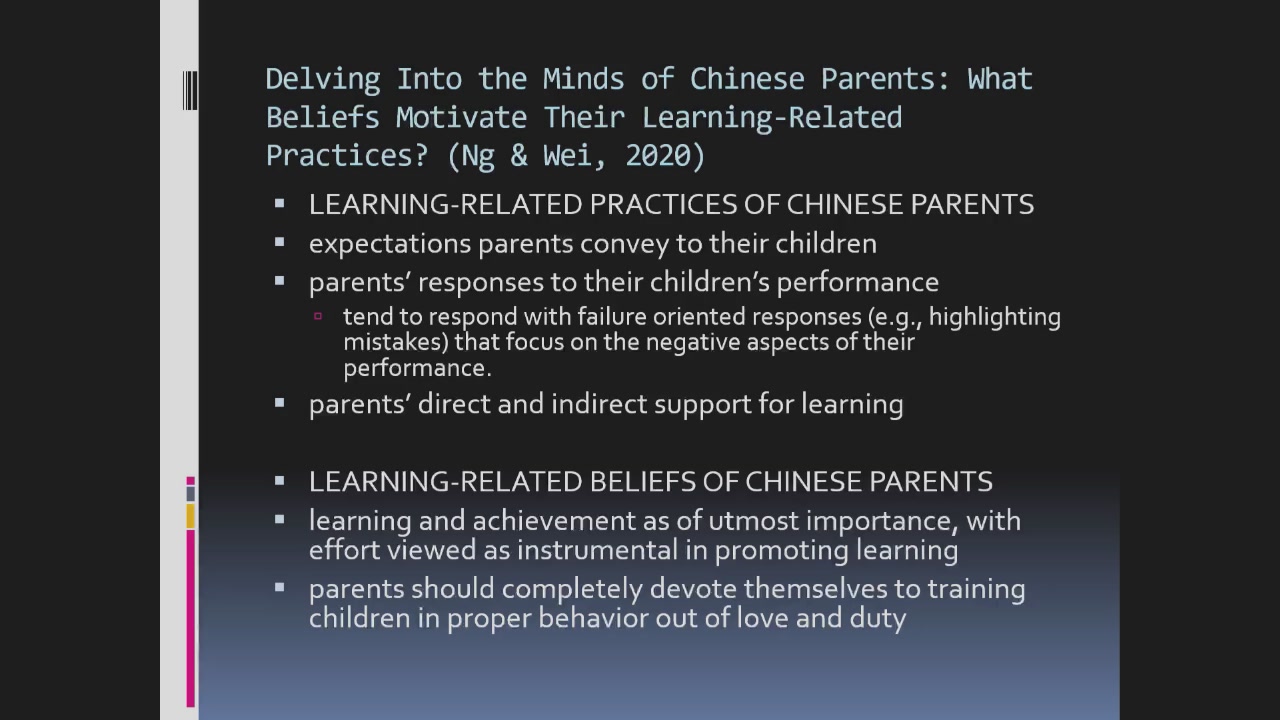 Delving Into the Minds of Chinese Parents: What
Beliefs Motivate Their Learning-Related
Practices? (Ng & Wei, 2020)
LEARNING-RELATED PRACTICES OF CHINESE PARENTS
expectations parents convey to their children
parents’ responses to their children’s performance
tend to respond with failure oriented responses (e.g., highlighting
mistakes) that focus on the negative aspects of their
performance.
parents’ direct and indirect support for learning
LEARNING-RELATED BELIEFS OF CHINESE PARENTS
learning and achievement as of utmost importance, with
effort viewed as instrumental in promoting learning
parents should completely devote themselves to training
children in proper behavior out of love and duty